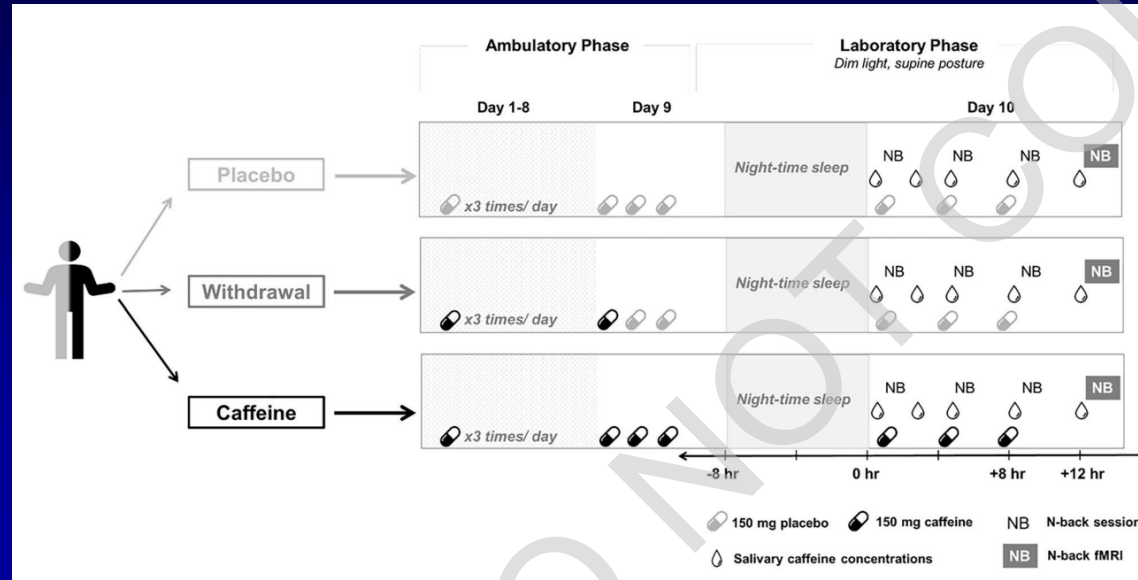 Ambulatory Phase
Laboratory Phase
Dim light, supine posture
Day 1-8
Day 9
Day 10
Placebo
x3 times/ day
Night-time sleep
NB
NB
NB
NB
Withdrawal
x3 times/ day
Night-time sleep
NB
NB
NB
NB
Caffeine
x3 times/ day
Night-time sleep
NB
NB
NB
NB
-8 hr
0 hr
+8 hr
+12 hr
150 mg placebo
150 mg caffeine
NB N-back session
Salivary caffeine concentrations
NB N-back fMRI
O NOT CO